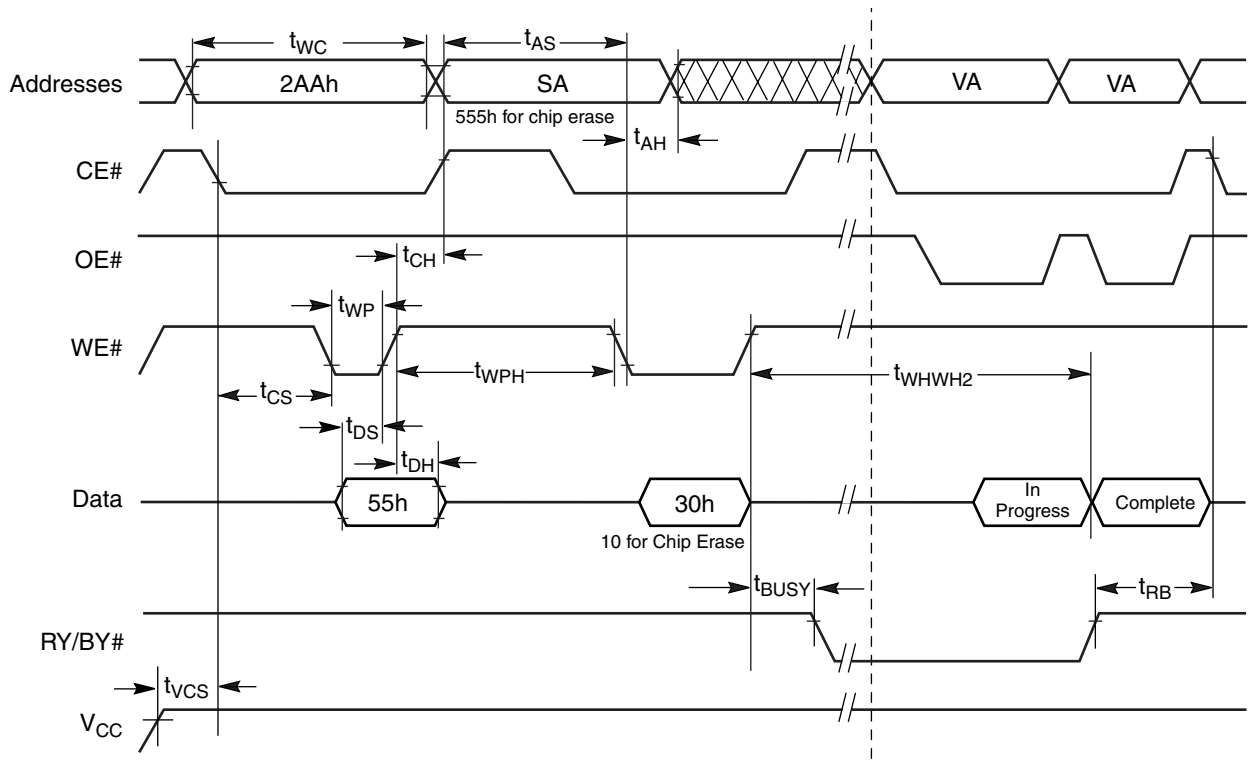 tWC
tAS
Addresses
2AAh
SA
VA
VA
555h for chip erase
tAH
CE#
OE#
tCH
tWP
WE#
tWPH
tWHWH2
tCS
tDS
tDH
Data
55h
30h
In
Progress
Complete
10 for Chip Erase
tBUSY
tRB
RY/BY#
tVCS
VCC